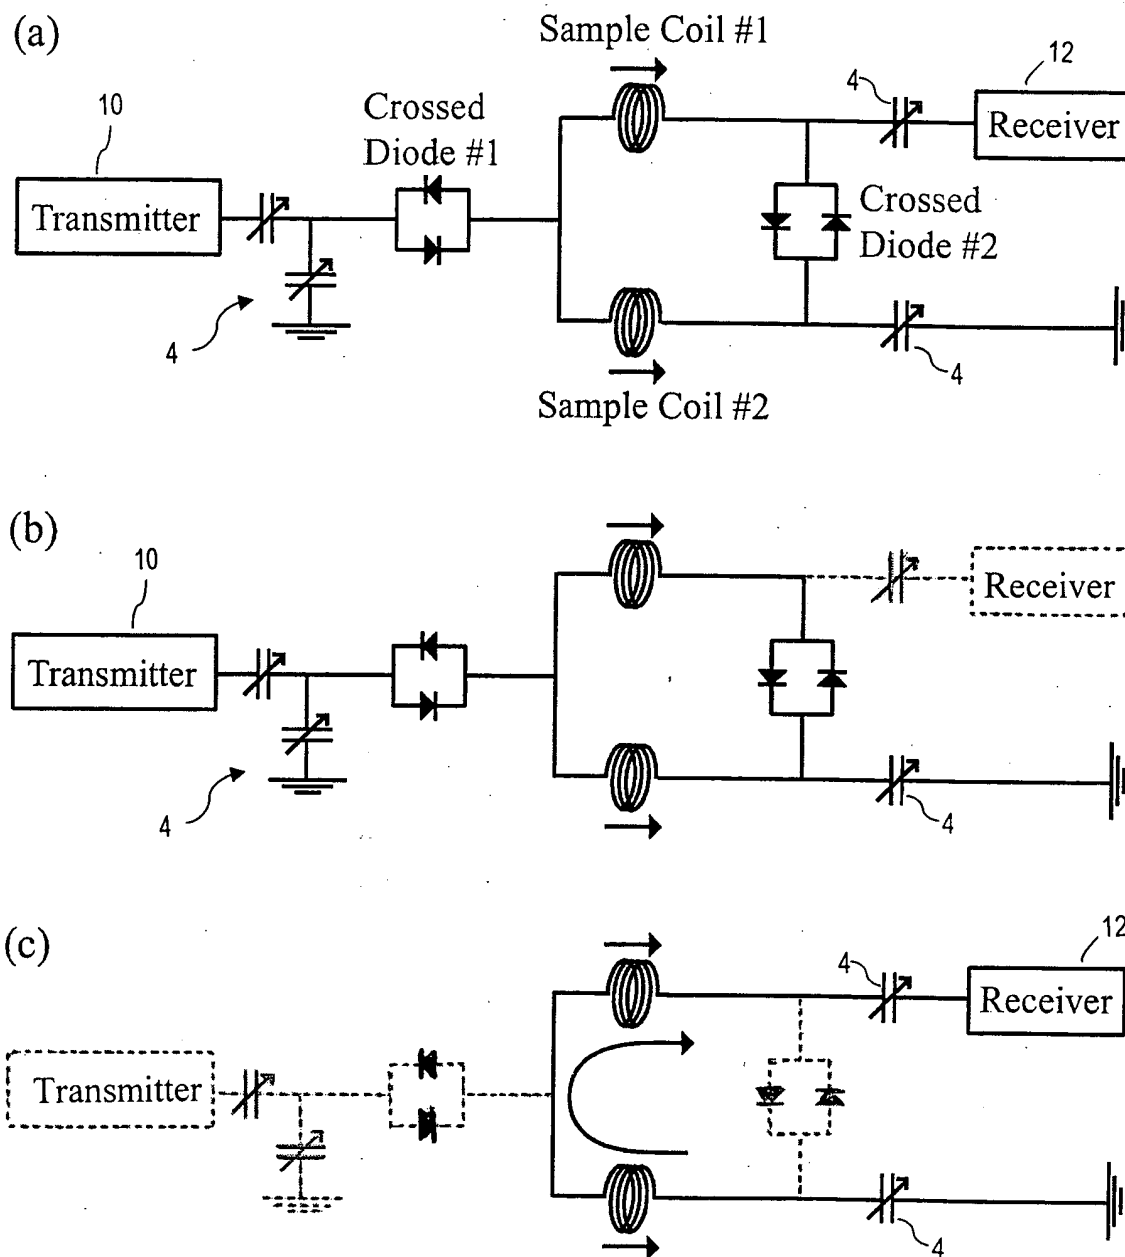 (a)
Sample Coil #1
10
Crossed
Diode #1
4
12
Transmitter
Receiver
Crossed
Diode #2
4
4
Sample Coil #2
(b)
10
Transmitter
Receiver
4
4
(c)
12
4
Receiver
Transmitter
4